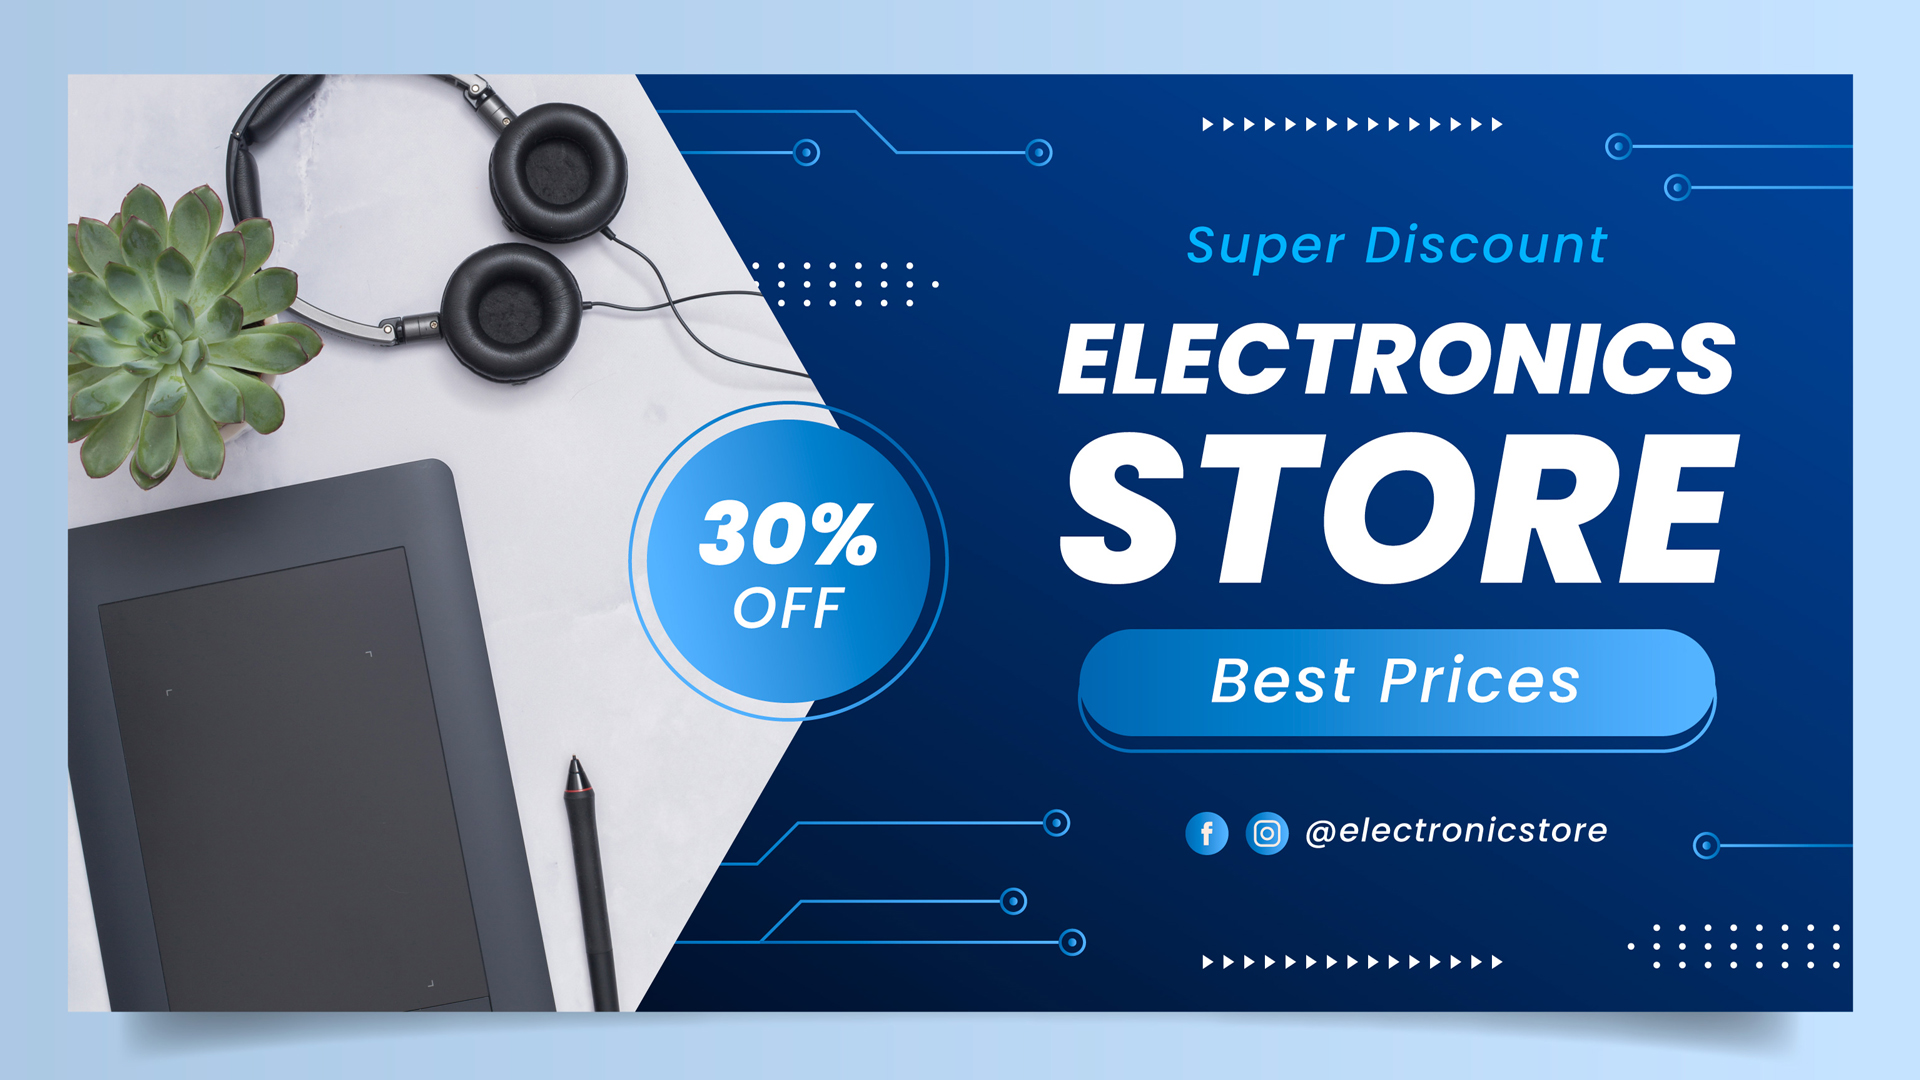 Super Discount
ELECTRONICS
STORE
30%
OFF
Best Prices
@electronicstore